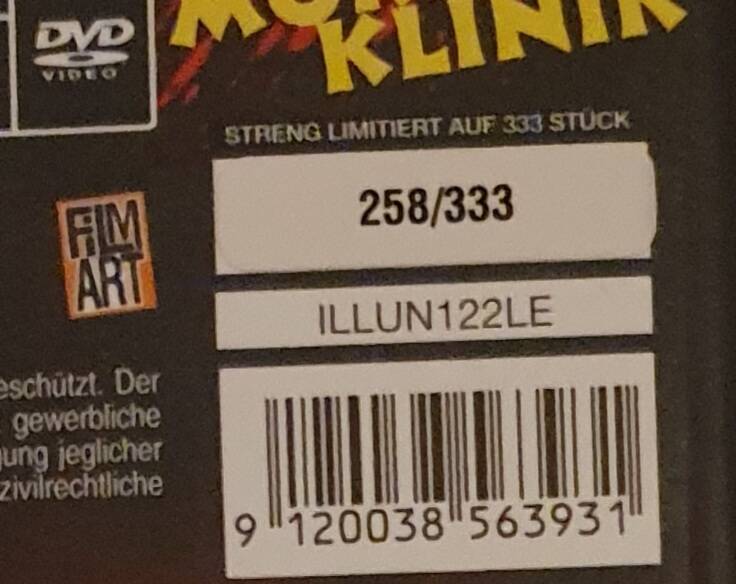 DVD
VIDEO
KLINIK
STRENG LIMITIERT AUF 333 STÜCK
258/333
FILM
ART
ILLUN122LE
eschützt. Der
gewerbliche
gung jeglicher
zivilrechtliche
9 120038 563931